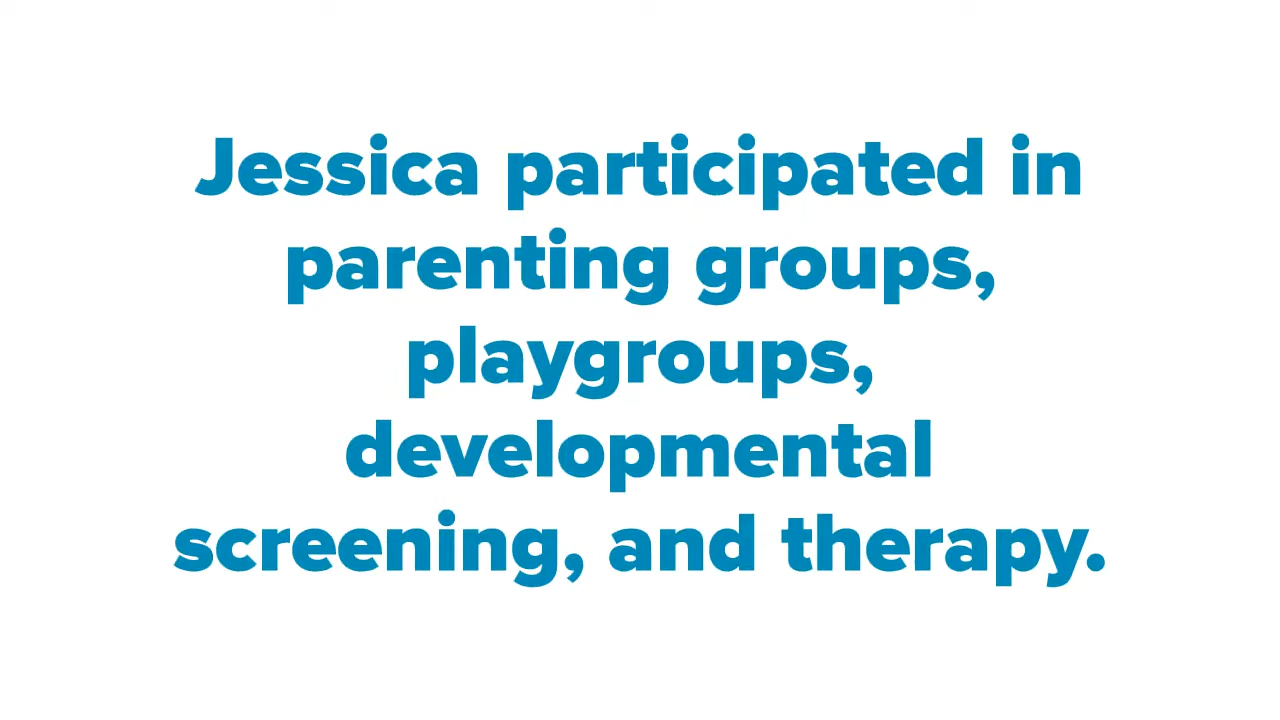 Jessica participated in
parenting groups,
playgroups,
developmental
screening, and therapy.